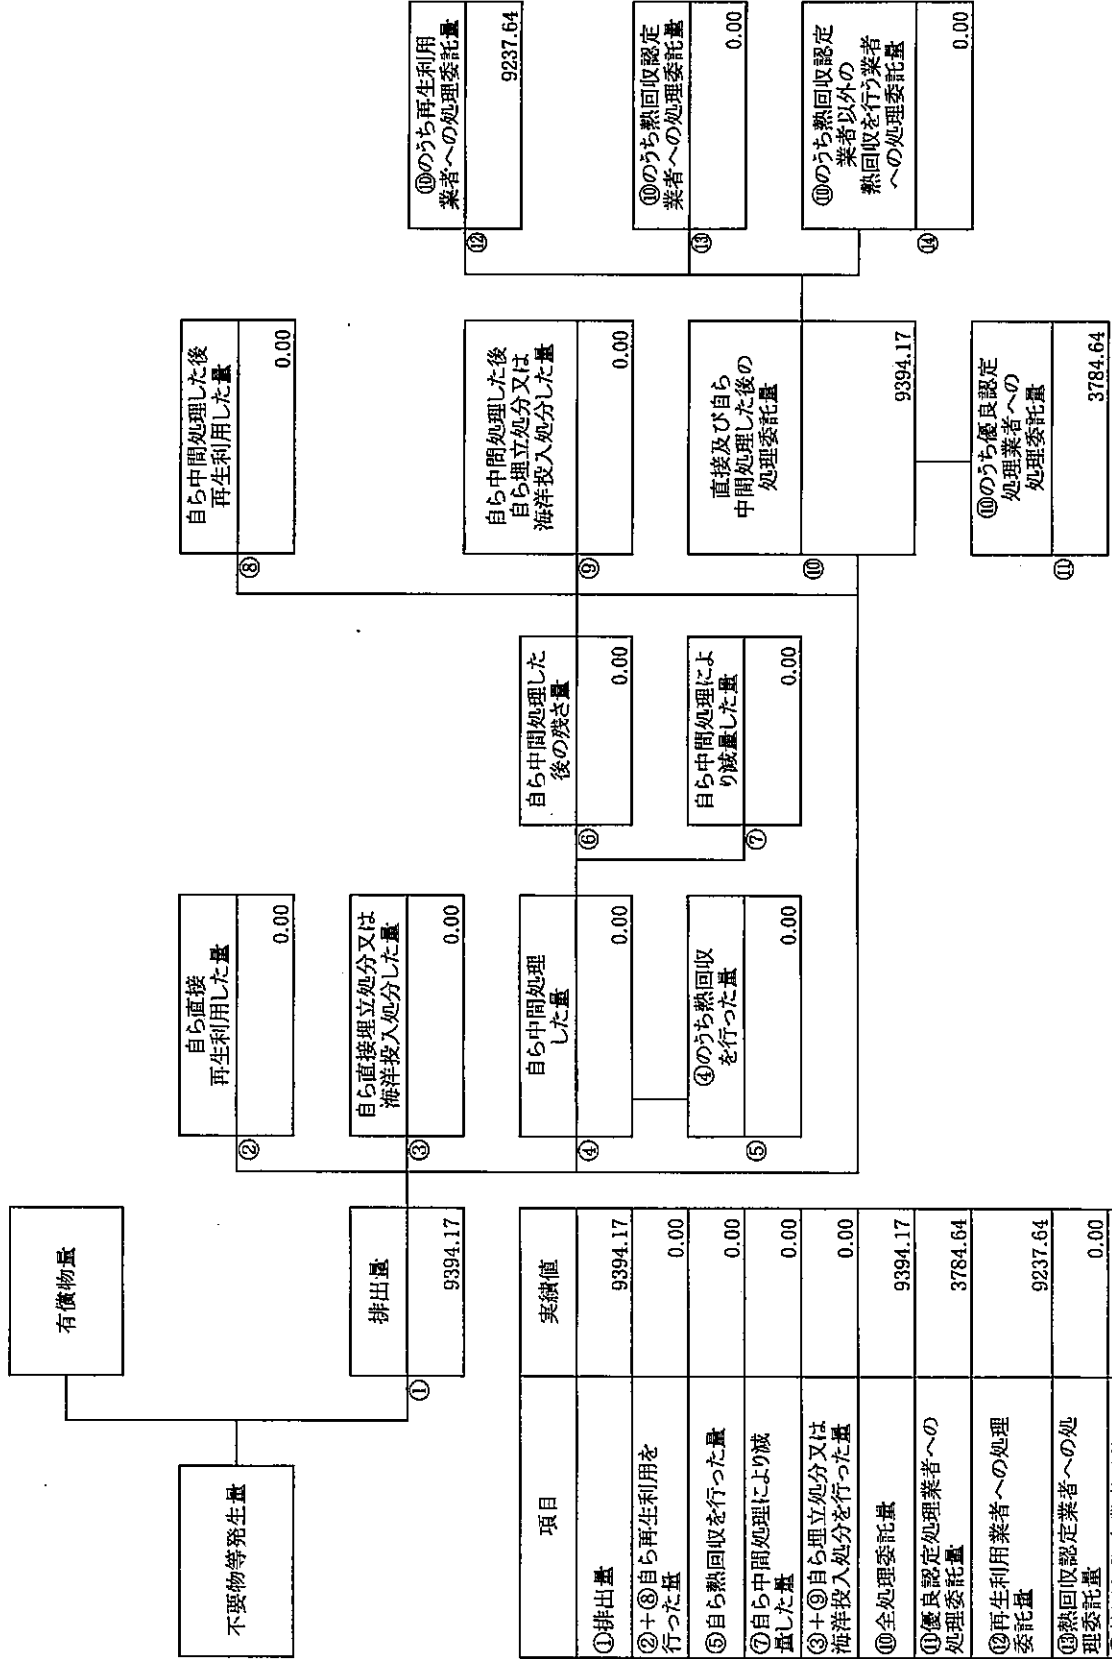 不要物等発生量
有償物量
排出量
①
9394.17
自ら直接
再生利用した量
②
0.00
自ら直接埋立処分又は
海洋投入処分した量
③
0.00
自ら中間処理
した量
④
0.00
④のうち熱回収
を行った量
⑤
0.00
自ら中間処理した
後の残さ量
⑥
0.00
自ら中間処理によ
り減量した量
⑦
0.00
自ら中間処理した後
再生利用した量
⑧
0.00
自ら中間処理した後
自ら埋立処分又は
海洋投入処分した量
⑨
0.00
直接及び自ら
中間処理した後の
処理委託量
⑩
9394.17
⑩のうち優良認定
処理業者への
処理委託量
⑪
3784.64
⑩のうち再生利用
業者への処理委託量
⑫
9237.64
⑩のうち熱回収認定
業者への処理委託量
⑬
0.00
⑩のうち熱回収認定
業者以外の
熱回収を行う業者
への処理委託量
⑭
0.00
項目
実績値
①排出量
9394.17
②+⑧自ら再生利用を
行った量
0.00
⑤自ら熱回収を行った量
0.00
⑦自ら中間処理により減
量した量
0.00
③+⑨自ら埋立処分又は
海洋投入処分を行った量
0.00
⑩全処理委託量
9394.17
⑪優良認定処理業者への
処理委託量
3784.64
⑫再生利用業者への処理
委託量
9237.64
⑬熱回収認定業者への処
理委託量
0.00